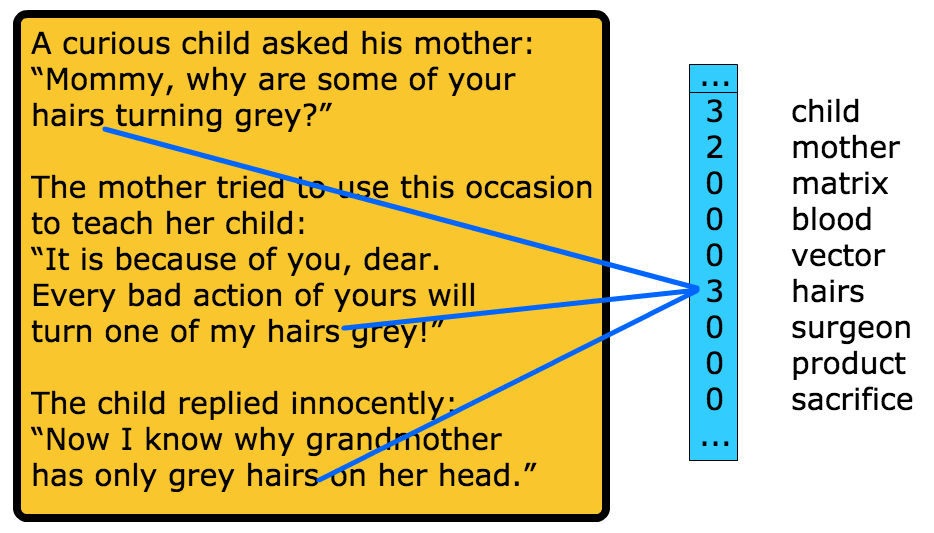 A curious child asked his mother:
“Mommy, why are some of your
hairs turning grey?”
The mother tried to use this occasion
to teach her child:
“It is because of you, dear.
Every bad action of yours will
turn one of my hairs grey!”
The child replied innocently:
“Now I know why grandmother
has only grey hairs on her head.”
...
3 child
2 mother
0 matrix
0 blood
0 vector
3 hairs
0 surgeon
0 product
0 sacrifice
...